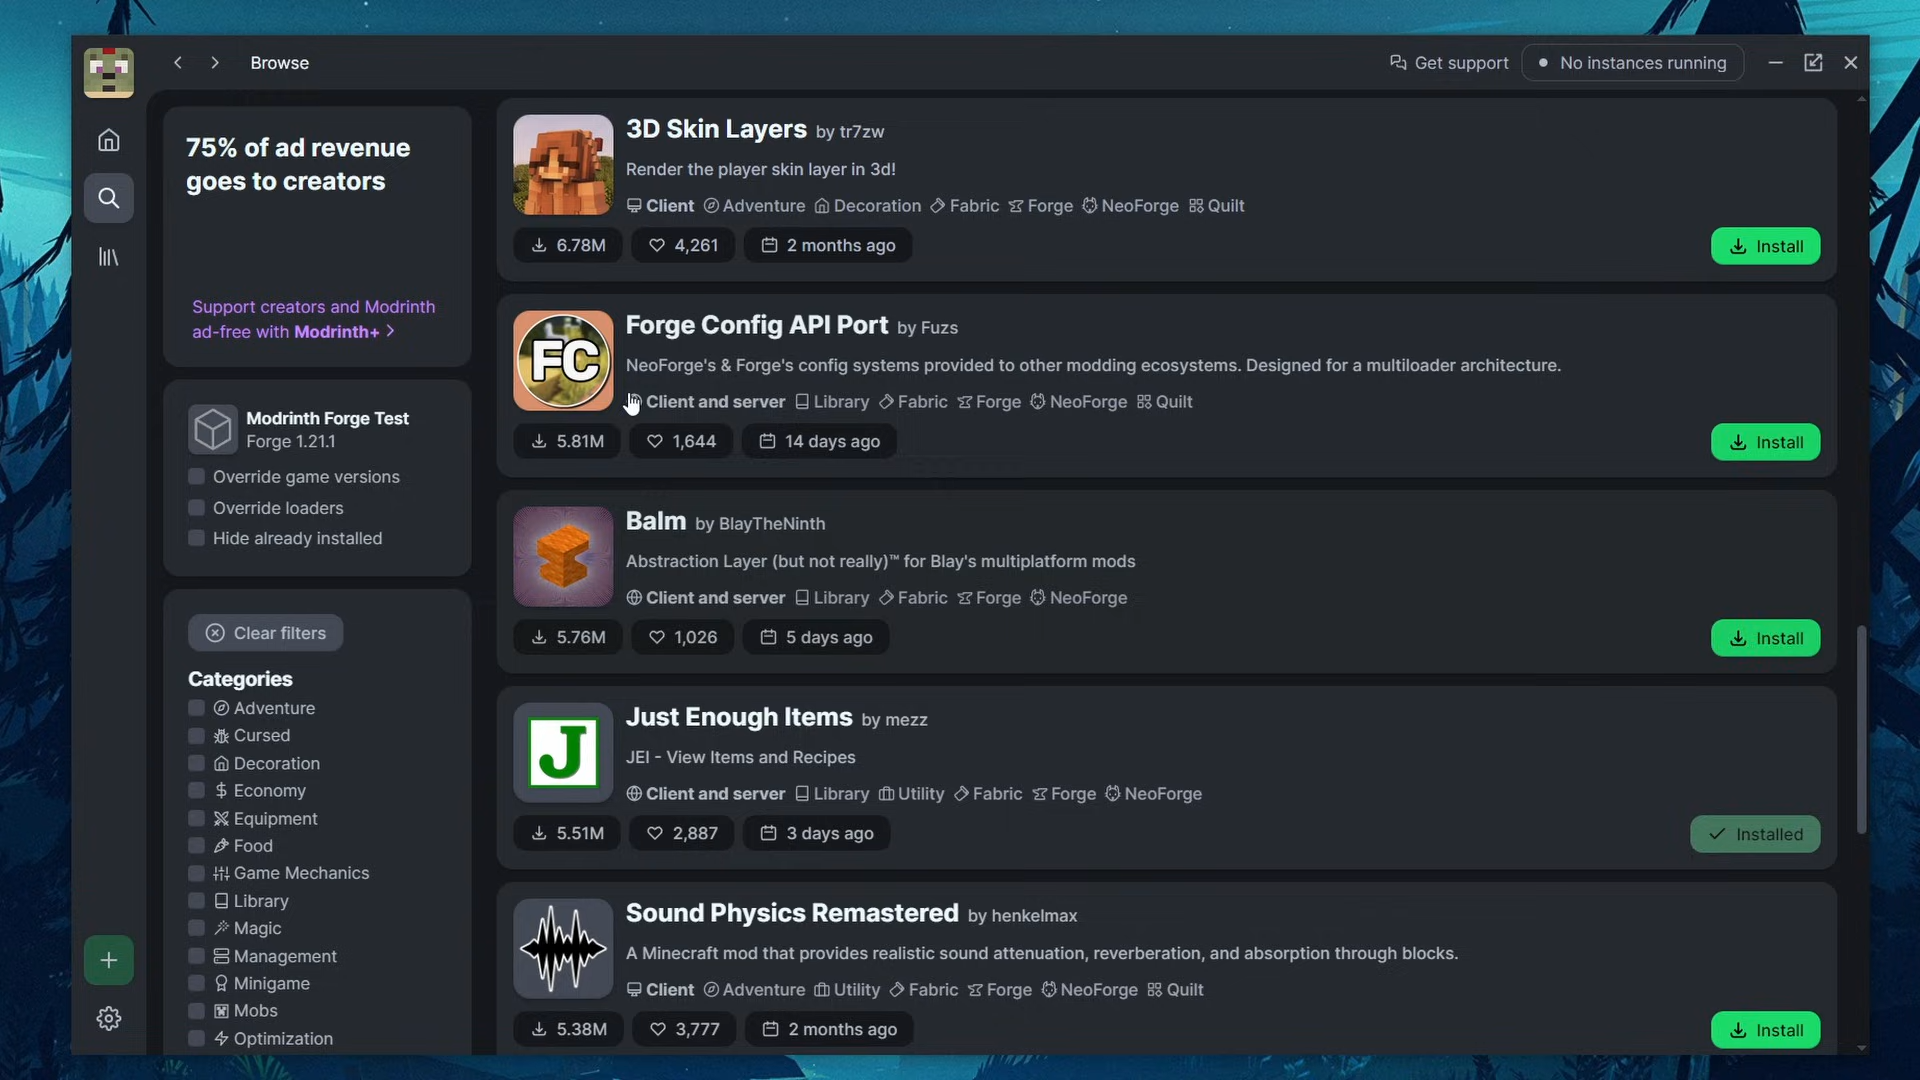 Browse
Get support
No instances running
75% of ad revenue
goes to creators
Support creators and Modrinth
ad-free with Modrinth+
Modrinth Forge Test
Forge 1.21.1
Override game versions
Override loaders
Hide already installed
Clear filters
Categories
Adventure
Cursed
Decoration
Economy
Equipment
Food
Game Mechanics
Library
Magic
Management
Minigame
Mobs
Optimization
3D Skin Layers by tr7zw
Render the player skin layer in 3d!
Client Adventure Decoration Fabric Forge NeoForge Quilt
6.78M 4,261 2 months ago
Install
FC
Forge Config API Port by Fuzs
NeoForge's & Forge's config systems provided to other modding ecosystems. Designed for a multiloader architecture.
Client and server Library Fabric Forge NeoForge Quilt
5.81M 1,644 14 days ago
Install
Balm by BlayTheNinth
Abstraction Layer (but not really)™ for Blay's multiplatform mods
Client and server Library Fabric Forge NeoForge
5.76M 1,026 5 days ago
Install
J
Just Enough Items by mezz
JEI - View Items and Recipes
Client and server Library Utility Fabric Forge NeoForge
5.51M 2,887 3 days ago
Installed
Sound Physics Remastered by henkelmax
A Minecraft mod that provides realistic sound attenuation, reverberation, and absorption through blocks.
Client Adventure Utility Fabric Forge NeoForge Quilt
5.38M 3,777 2 months ago
Install